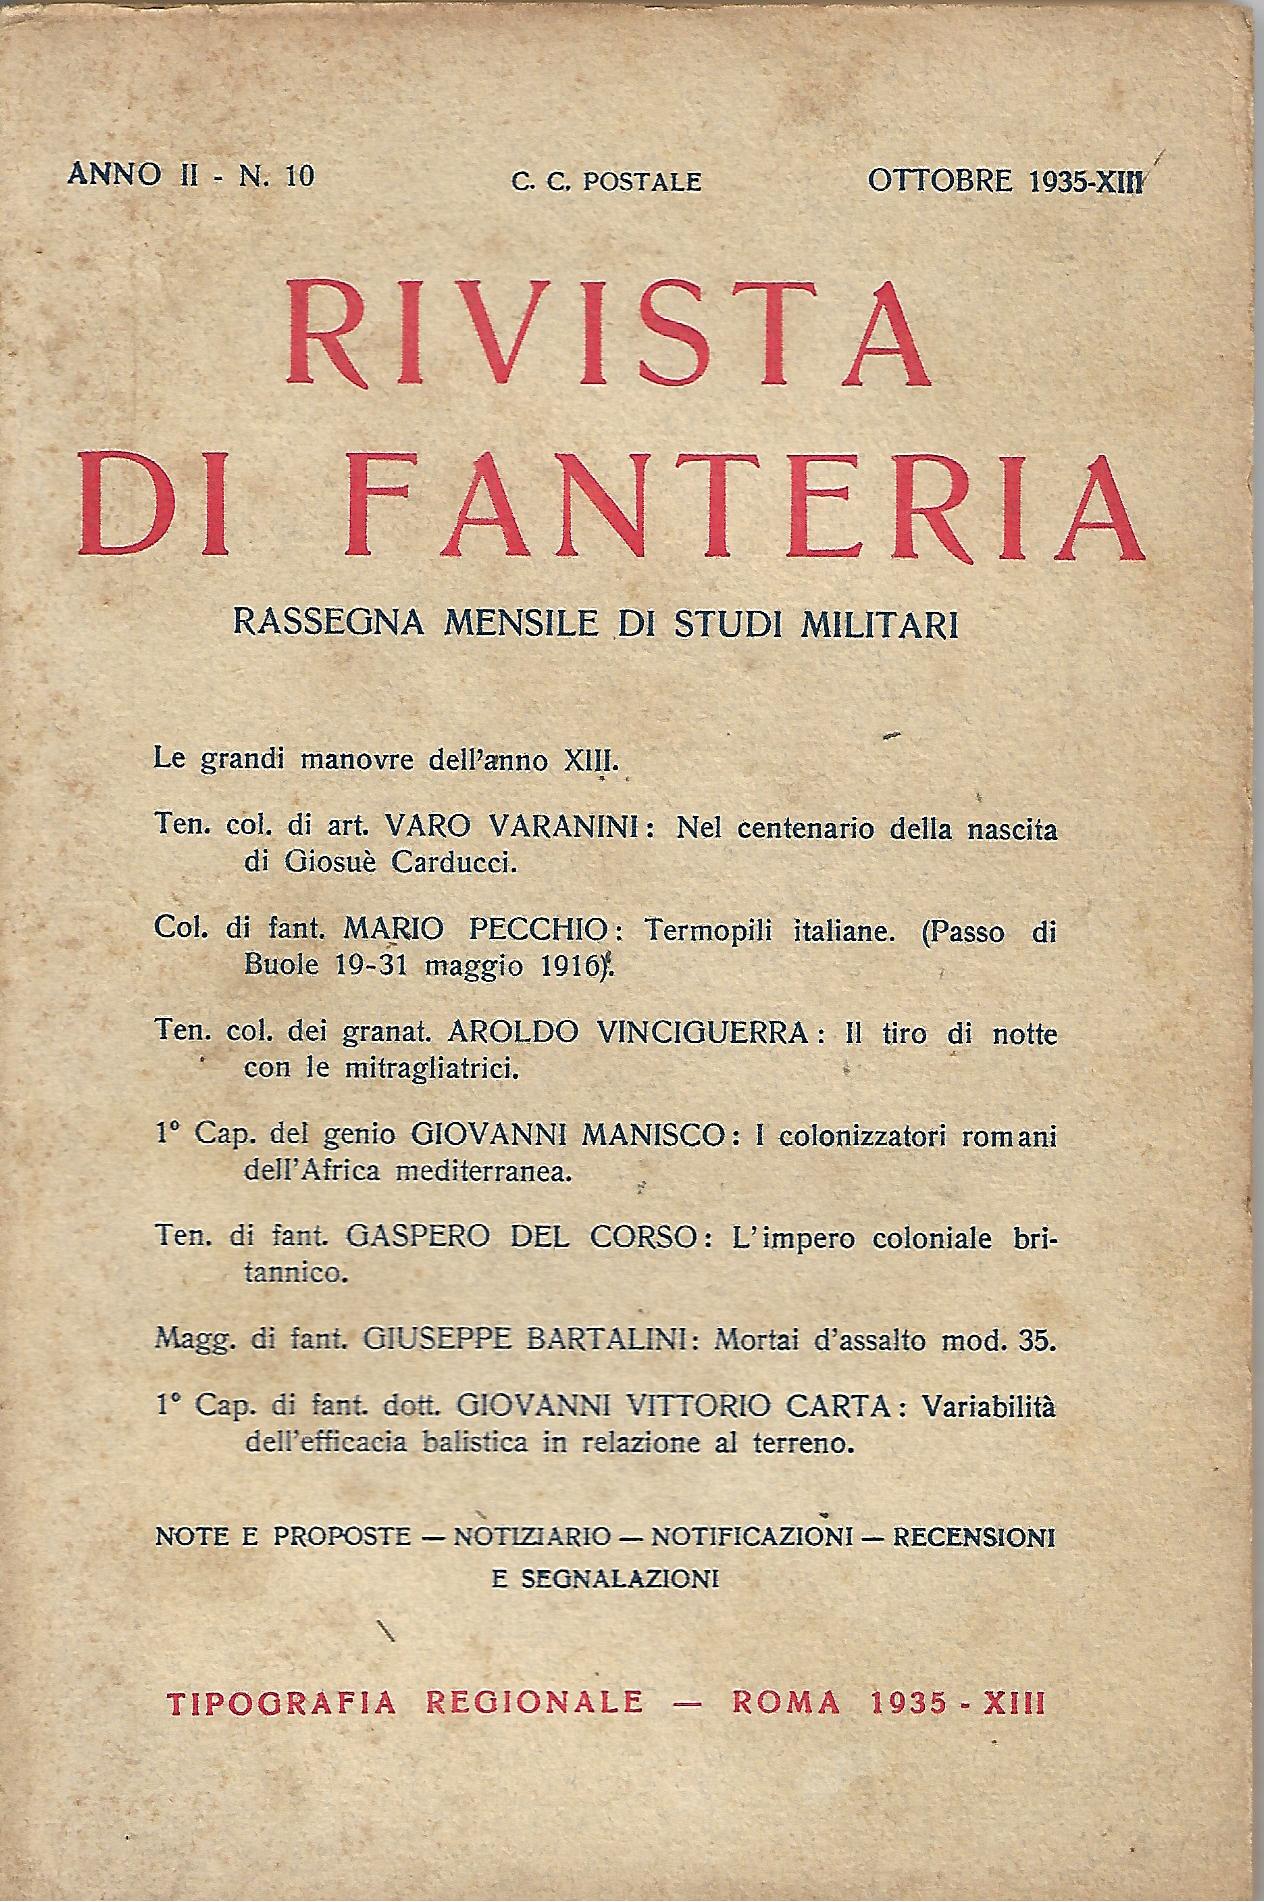 ANNO II - N. 10
C. C. POSTALE
OTTOBRE 1935-XIII
RIVISTA
DI FANTERIA
RASSEGNA MENSILE DI STUDI MILITARI
Le grandi manovre dell'anno XIII.
Ten. col. di art. VARO VARANINI: Nel centenario della nascita
di Giosuè Carducci.
Col. di fant. MARIO PECCHIO: Termopili italiane. (Passo di
Buole 19-31 maggio 1916).
Ten. col. dei granat. AROLDO VINCIGUERRA: Il tiro di notte
con le mitragliatrici.
1° Cap. del genio GIOVANNI MANISCO: I colonizzatori romani
dell'Africa mediterranea.
Ten. di fant. GASPERO DEL CORSO: L'impero coloniale bri-
tannico.
Magg. di fant. GIUSEPPE BARTALINI: Mortai d'assalto mod. 35.
1° Cap. di fant. dott. GIOVANNI VITTORIO CARTA: Variabilità
dell'efficacia balistica in relazione al terreno.
NOTE E PROPOSTE — NOTIZIARIO — NOTIFICAZIONI — RECENSIONI
E SEGNALAZIONI
TIPOGRAFIA REGIONALE — ROMA 1935 - XIII